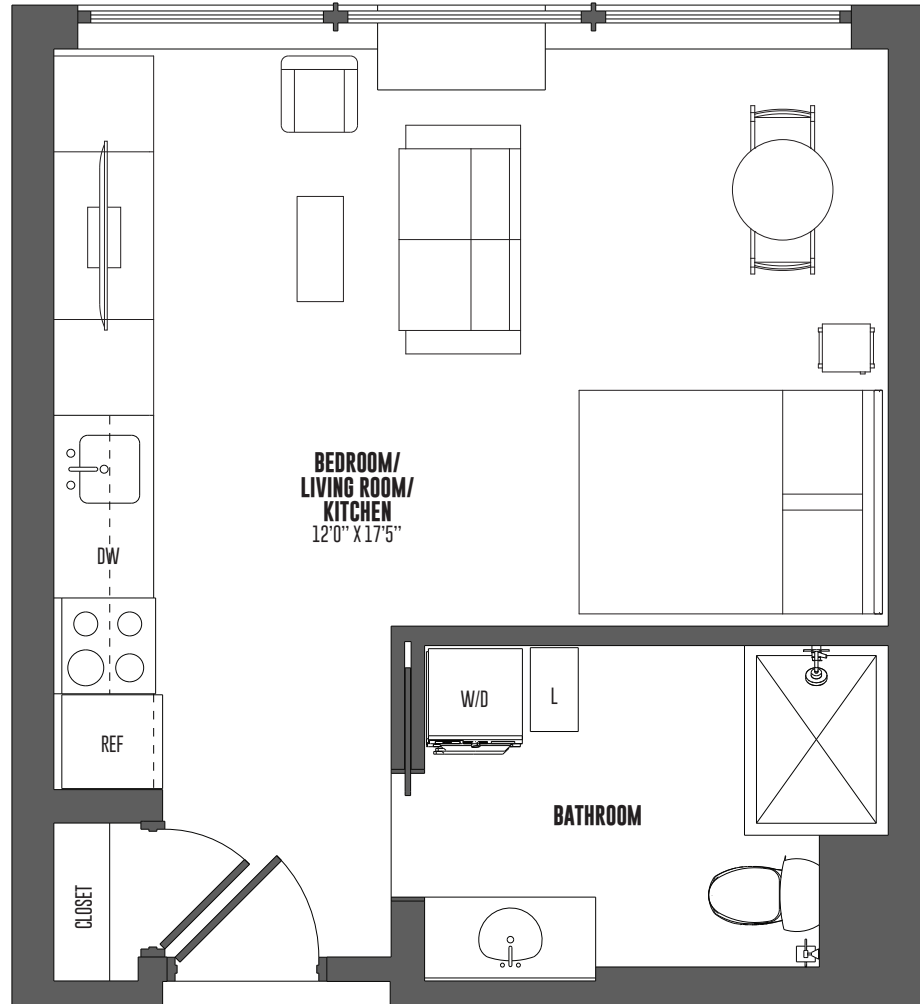 BEDROOM/
LIVING ROOM/
KITCHEN
12'0'' X 17'5''
DW
W/D
L
REF
BATHROOM
CLOSET